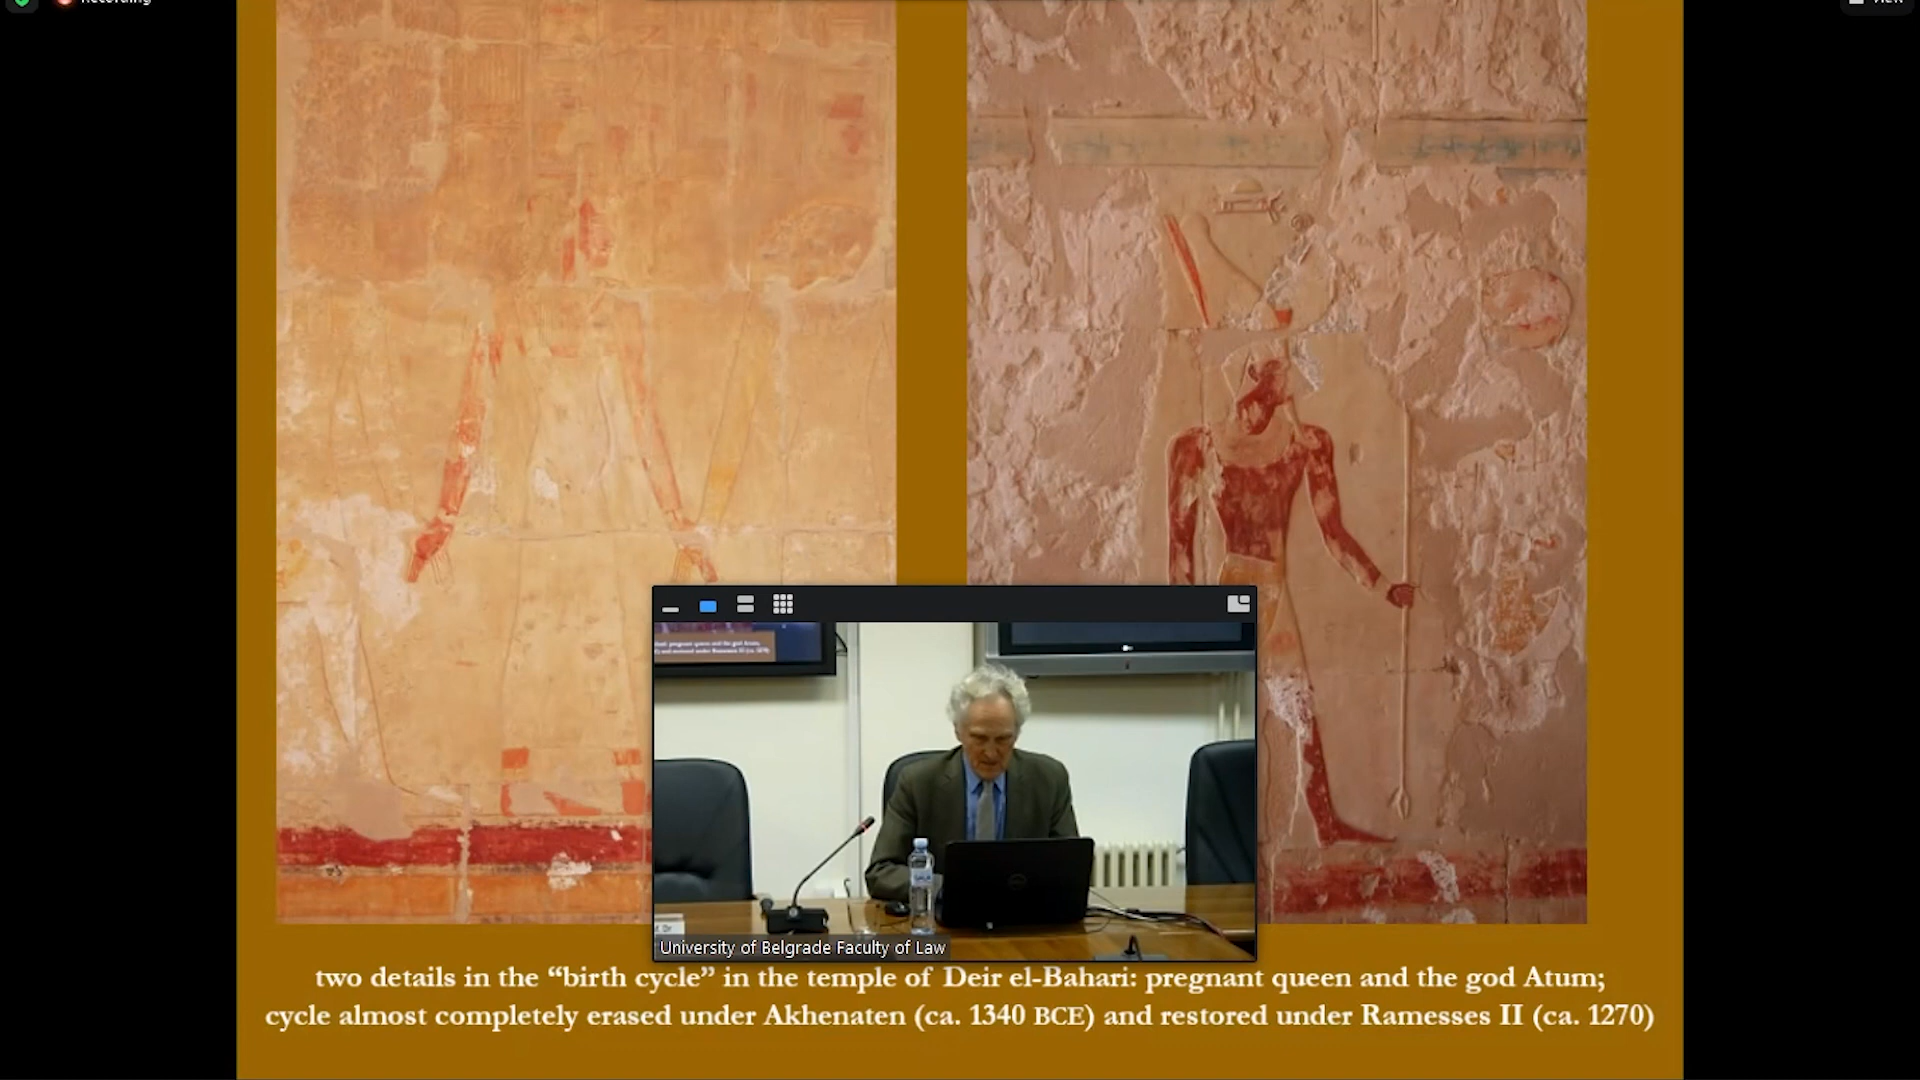 Recording
View
University of Belgrade Faculty of Law
two details in the “birth cycle” in the temple of Deir el-Bahari: pregnant queen and the god Atum;
cycle almost completely erased under Akhenaten (ca. 1340 BCE) and restored under Ramesses II (ca. 1270)